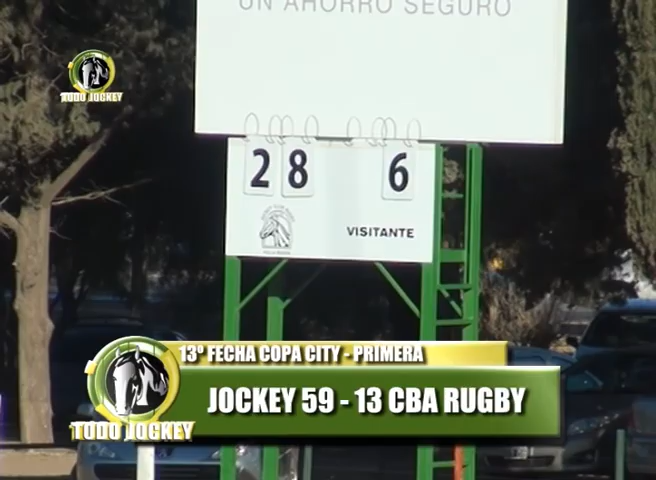 UN AHORRO SEGURO
TODO JOCKEY
28 6
VISITANTE
13º FECHA COPA CITY - PRIMERA
JOCKEY 59 - 13 CBA RUGBY
TODO JOCKEY